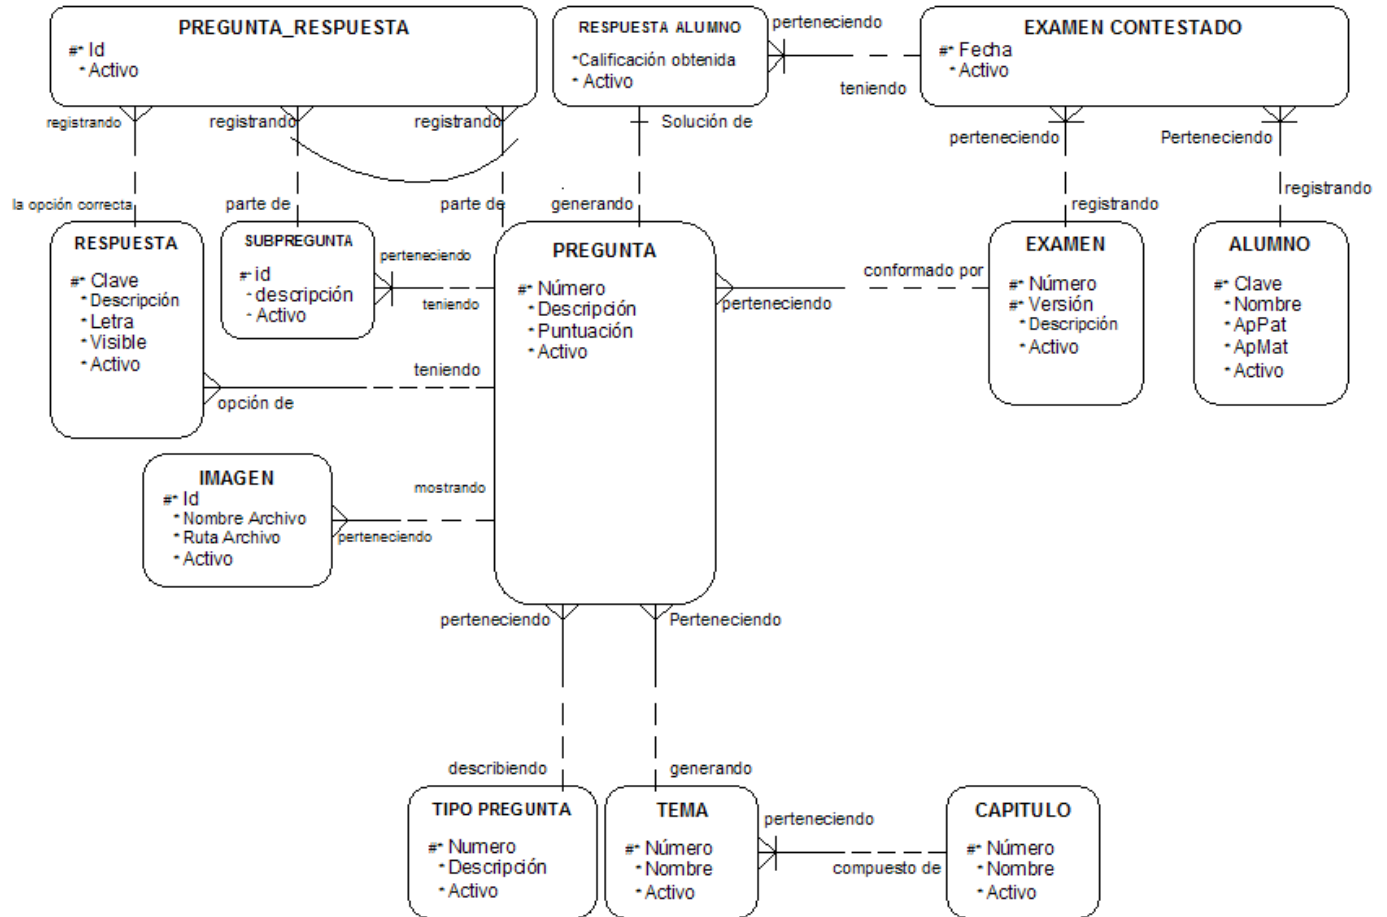 PREGUNTA_RESPUESTA
#* Id
* Activo
RESPUESTA ALUMNO
*Calificación obtenida
* Activo
perteneciendo
teniendo
EXAMEN CONTESTADO
#* Fecha
* Activo
registrando
registrando
registrando
Solución de
perteneciendo
Perteneciendo
la opción correcta
parte de
parte de
generando
registrando
registrando
RESPUESTA
#* Clave
* Descripción
* Letra
* Visible
* Activo
SUBPREGUNTA
#* id
* descripción
* Activo
perteneciendo
teniendo
PREGUNTA
#* Número
* Descripción
* Puntuación
* Activo
conformado por
perteneciendo
EXAMEN
#* Número
#* Versión
* Descripción
* Activo
ALUMNO
#* Clave
* Nombre
* ApPat
* ApMat
* Activo
teniendo
opción de
IMAGEN
#* Id
* Nombre Archivo
* Ruta Archivo
* Activo
mostrando
perteneciendo
perteneciendo
Perteneciendo
describiendo
generando
TIPO PREGUNTA
#* Numero
* Descripción
* Activo
TEMA
#* Número
* Nombre
* Activo
perteneciendo
compuesto de
CAPITULO
#* Número
* Nombre
* Activo